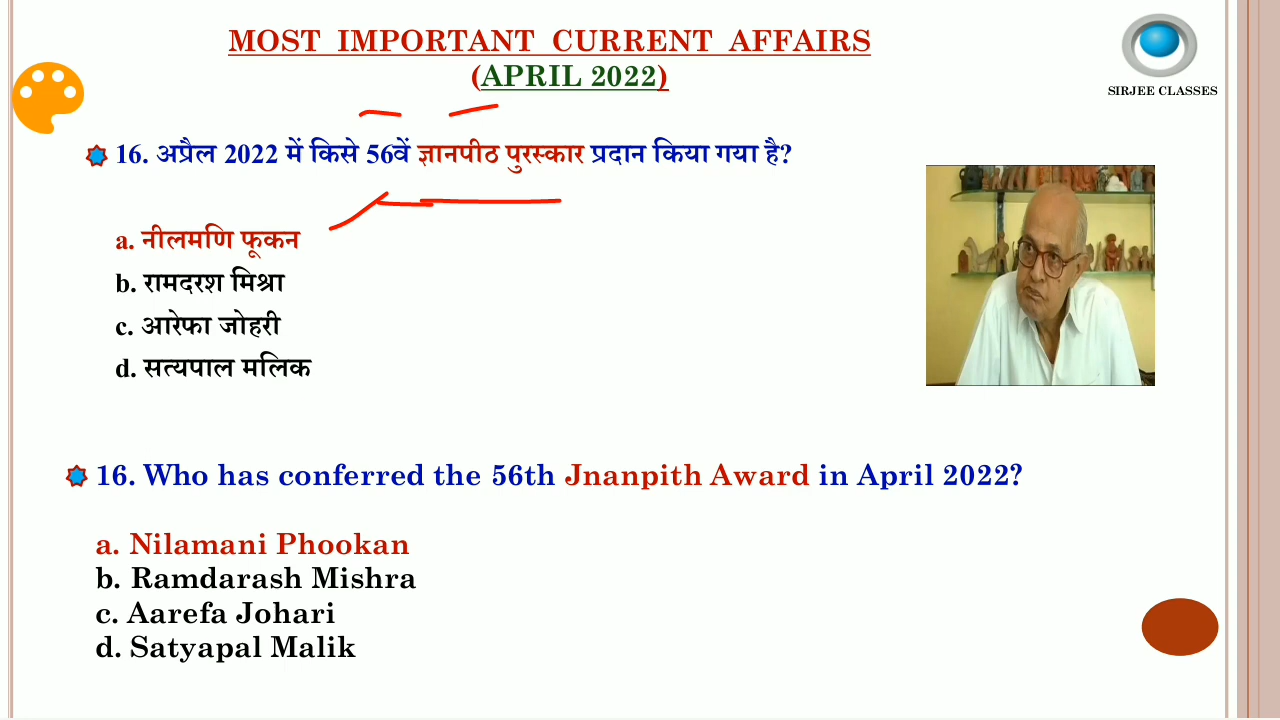 MOST IMPORTANT CURRENT AFFAIRS
(APRIL 2022)
SIRJEE CLASSES
16. अप्रैल 2022 में किसे 56वें ज्ञानपीठ पुरस्कार प्रदान किया गया है?
a. नीलमणि फूकन
b. रामदरश मिश्रा
c. आरेफा जोहरी
d. सत्यपाल मलिक
16. Who has conferred the 56th Jnanpith Award in April 2022?
a. Nilamani Phookan
b. Ramdarash Mishra
c. Aarefa Johari
d. Satyapal Malik